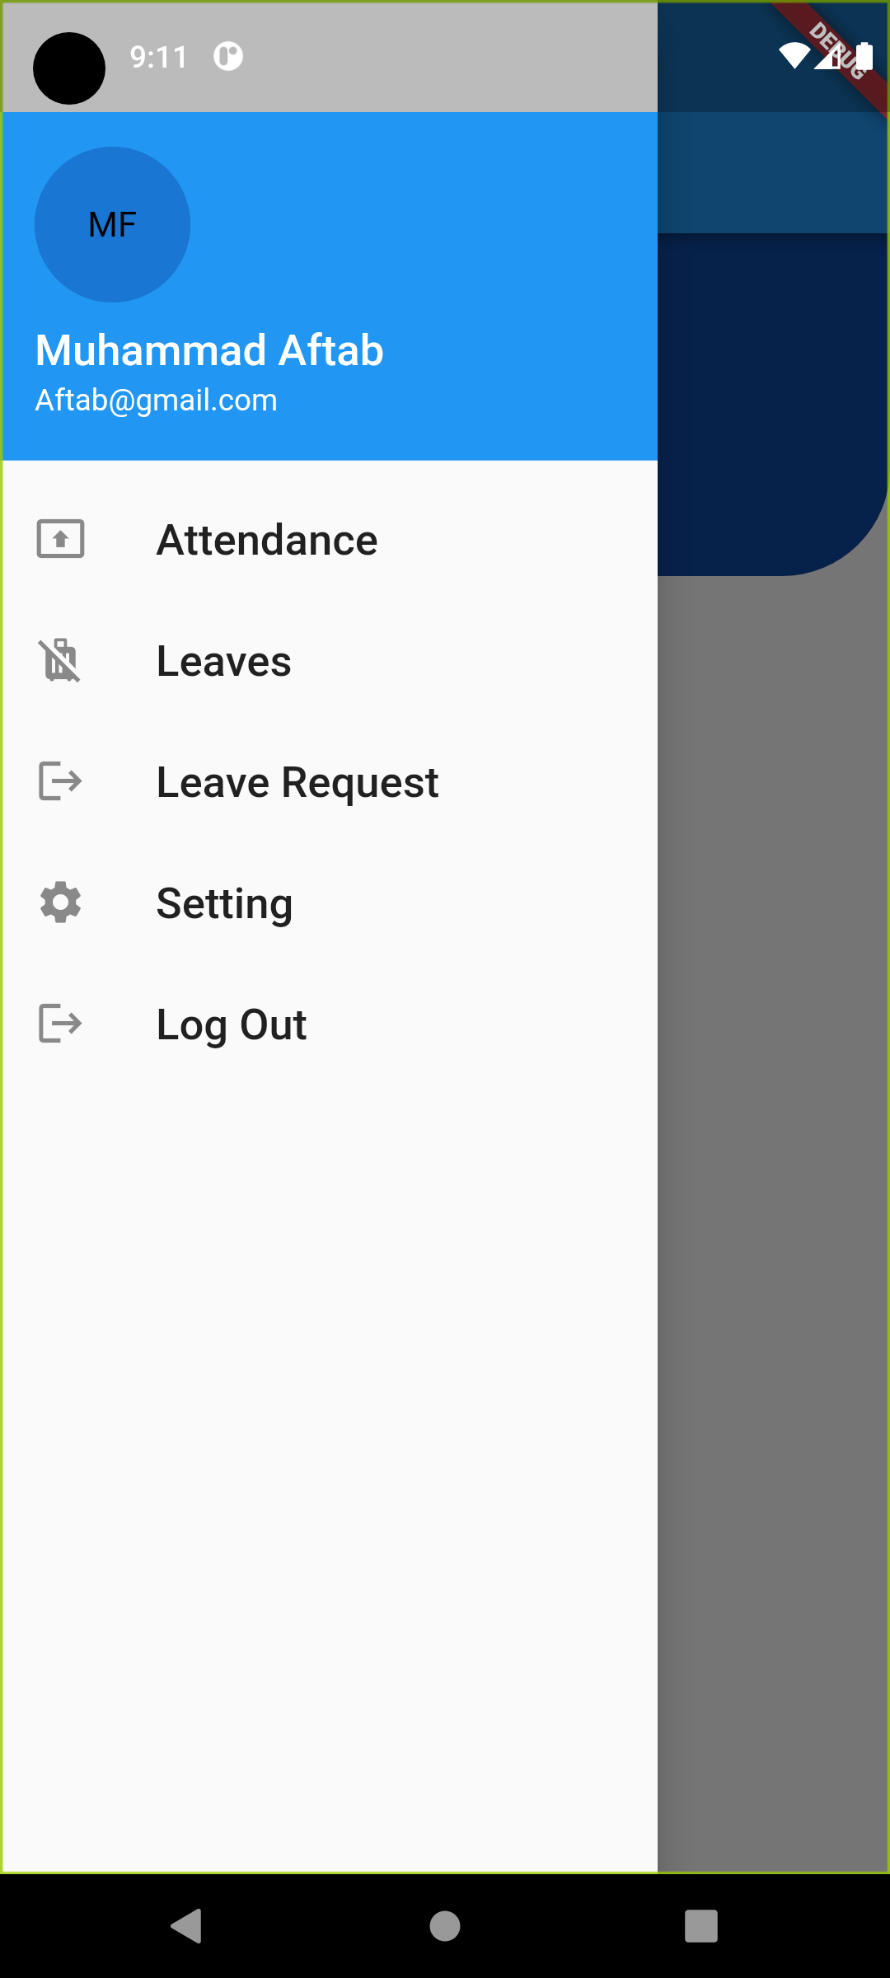 9:11
DEBUG
MF
Muhammad Aftab
Aftab@gmail.com
Attendance
Leaves
Leave Request
Setting
Log Out